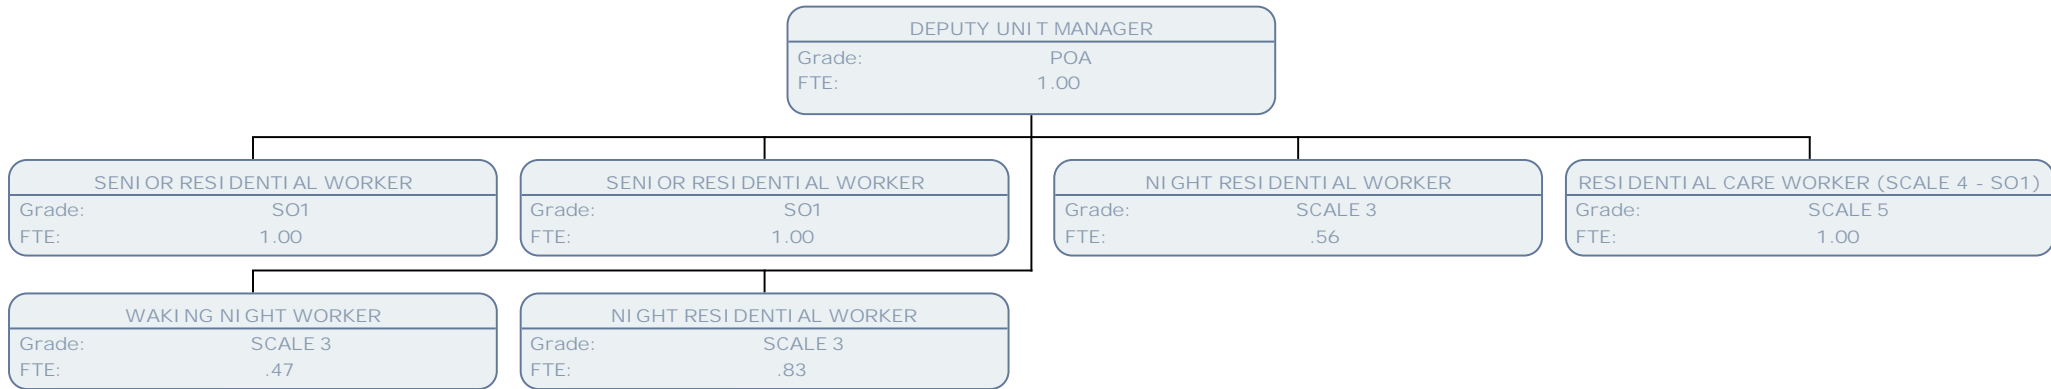 DEPUTY UNIT MANAGER
Grade: POA
FTE: 1.00
SENIOR RESIDENTIAL WORKER
Grade: SO1
FTE: 1.00
SENIOR RESIDENTIAL WORKER
Grade: SO1
FTE: 1.00
NIGHT RESIDENTIAL WORKER
Grade: SCALE 3
FTE: .56
RESIDENTIAL CARE WORKER (SCALE 4 - SO1)
Grade: SCALE 5
FTE: 1.00
WAKING NIGHT WORKER
Grade: SCALE 3
FTE: .47
NIGHT RESIDENTIAL WORKER
Grade: SCALE 3
FTE: .83